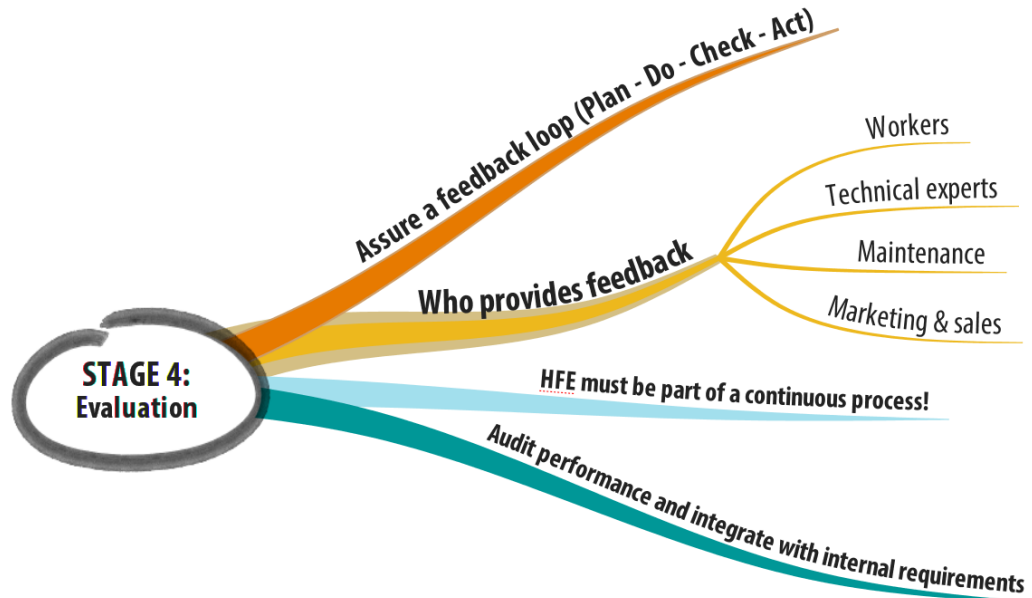 STAGE 4:
Evaluation
Assure a feedback loop (Plan - Do - Check - Act)
Who provides feedback
Workers
Technical experts
Maintenance
Marketing & sales
HFE must be part of a continuous process!
Audit performance and integrate with internal requirements